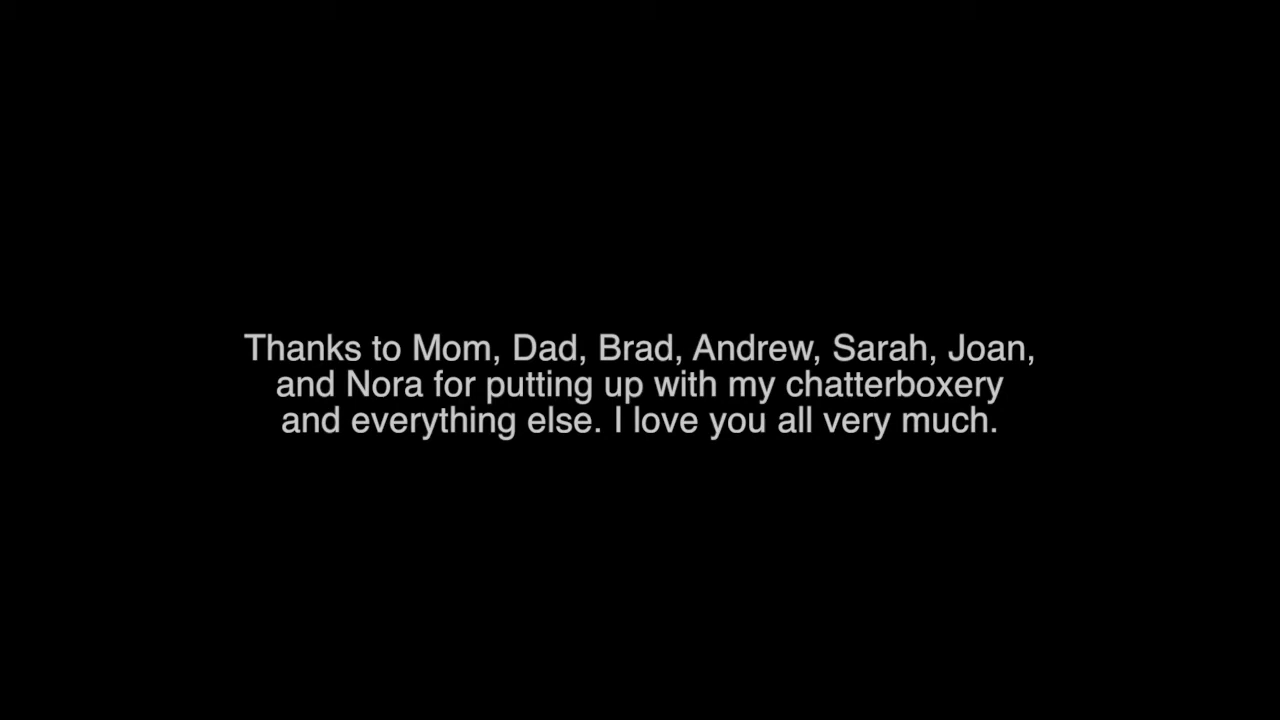 Thanks to Mom, Dad, Brad, Andrew, Sarah, Joan,
and Nora for putting up with my chatterboxery
and everything else. I love you all very much.